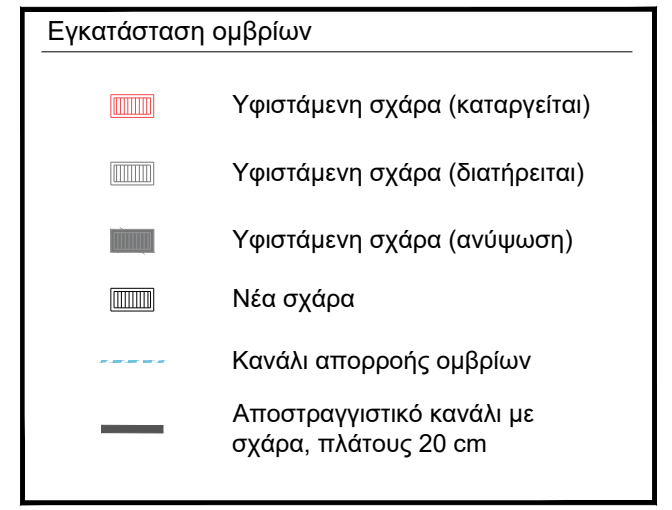 Εγκατάσταση ομβρίων
Υφιστάμενη σχάρα (καταργείται)
Υφιστάμενη σχάρα (διατήρειται)
Υφιστάμενη σχάρα (ανύψωση)
Νέα σχάρα
Κανάλι απορροής ομβρίων
Αποστραγγιστικό κανάλι με
σχάρα, πλάτους 20 cm